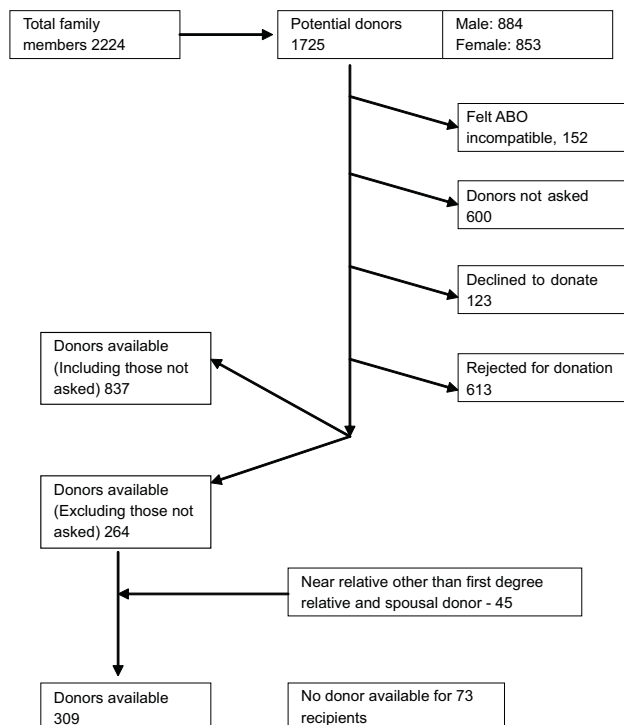 Total family
members 2224
Potential donors
1725
Male: 884
Female: 853
Felt ABO
incompatible, 152
Donors not asked
600
Declined to donate
123
Donors available
(Including those not
asked) 837
Rejected for donation
613
Donors available
(Excluding those not
asked) 264
Near relative other than first degree
relative and spousal donor - 45
Donors available
309
No donor available for 73
recipients